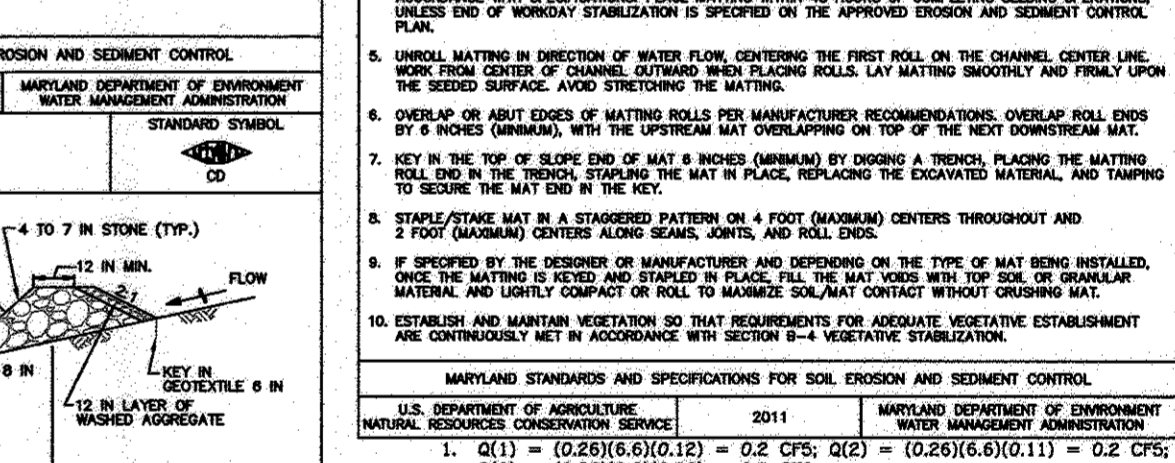 EROSION AND SEDIMENT CONTROL
MARYLAND DEPARTMENT OF ENVIRONMENT
WATER MANAGEMENT ADMINISTRATION
STANDARD SYMBOL
CD
4 TO 7 IN STONE (TYP.)
12 IN MIN.
FLOW
2:1
8 IN
KEY IN
GEOTEXTILE 6 IN
12 IN LAYER OF
WASHED AGGREGATE
UNLESS END OF WORKDAY STABILIZATION IS SPECIFIED ON THE APPROVED EROSION AND SEDIMENT CONTROL
PLAN.
5. UNROLL MATTING IN DIRECTION OF WATER FLOW, CENTERING THE FIRST ROLL ON THE CHANNEL CENTER LINE.
WORK FROM CENTER OF CHANNEL OUTWARD WHEN PLACING ROLLS. LAY MATTING SMOOTHLY AND FIRMLY UPON
THE SEEDED SURFACE. AVOID STRETCHING THE MATTING.
6. OVERLAP OR ABUT EDGES OF MATTING ROLLS PER MANUFACTURER RECOMMENDATIONS. OVERLAP ROLL ENDS
BY 6 INCHES (MINIMUM), WITH THE UPSTREAM MAT OVERLAPPING ON TOP OF THE NEXT DOWNSTREAM MAT.
7. KEY IN THE TOP OF SLOPE END OF MAT 6 INCHES (MINIMUM) BY DIGGING A TRENCH, PLACING THE MATTING
ROLL END IN THE TRENCH, STAPLING THE MAT IN PLACE, REPLACING THE EXCAVATED MATERIAL, AND TAMPING
TO SECURE THE MAT END IN THE KEY.
8. STAPLE/STAKE MAT IN A STAGGERED PATTERN ON 4 FOOT (MAXIMUM) CENTERS THROUGHOUT AND
2 FOOT (MAXIMUM) CENTERS ALONG SEAMS, JOINTS, AND ROLL ENDS.
9. IF SPECIFIED BY THE DESIGNER OR MANUFACTURER AND DEPENDING ON THE TYPE OF MAT BEING INSTALLED,
ONCE THE MATTING IS KEYED AND STAPLED IN PLACE, FILL THE MAT VOIDS WITH TOP SOIL OR GRANULAR
MATERIAL AND LIGHTLY COMPACT OR ROLL TO MAXIMIZE SOIL/MAT CONTACT WITHOUT CRUSHING MAT.
10. ESTABLISH AND MAINTAIN VEGETATION SO THAT REQUIREMENTS FOR ADEQUATE VEGETATIVE ESTABLISHMENT
ARE CONTINUOUSLY MET IN ACCORDANCE WITH SECTION B-4 VEGETATIVE STABILIZATION.
MARYLAND STANDARDS AND SPECIFICATIONS FOR SOIL EROSION AND SEDIMENT CONTROL
U.S. DEPARTMENT OF AGRICULTURE
NATURAL RESOURCES CONSERVATION SERVICE
2011
MARYLAND DEPARTMENT OF ENVIRONMENT
WATER MANAGEMENT ADMINISTRATION
1. Q(1) = (0.26)(6.6)(0.12) = 0.2 CFS; Q(2) = (0.26)(6.6)(0.11) = 0.2 CFS;